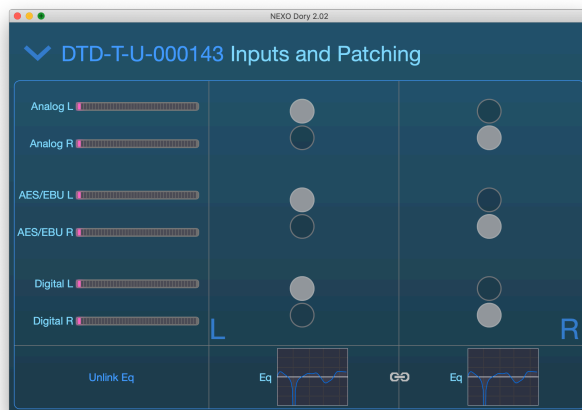 NEXO Dory 2.02
DTD-T-U-000143 Inputs and Patching
Analog L
Analog R
AES/EBU L
AES/EBU R
Digital L
Digital R
L
R
Unlink Eq
Eq
Eq